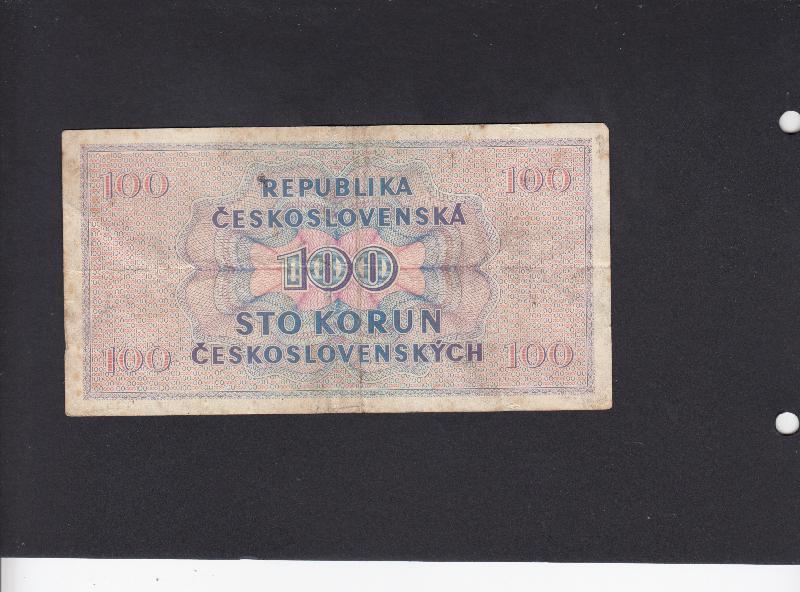 100 100
REPUBLIKA
ČESKOSLOVENSKÁ
100
STO KORUN
ČESKOSLOVENSKÝCH
100 100